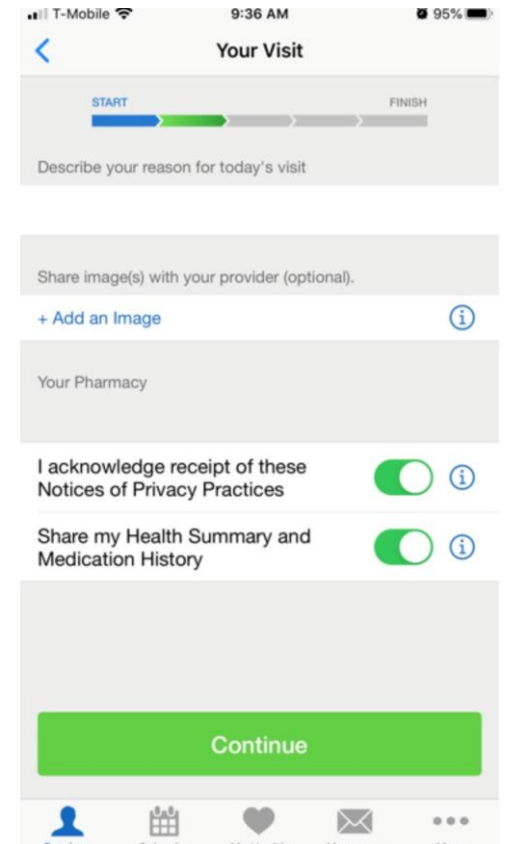 T-Mobile 9:36 AM 95%
Your Visit
START FINISH
Describe your reason for today's visit
Share image(s) with your provider (optional).
+ Add an Image
Your Pharmacy
I acknowledge receipt of these
Notices of Privacy Practices
Share my Health Summary and
Medication History
Continue